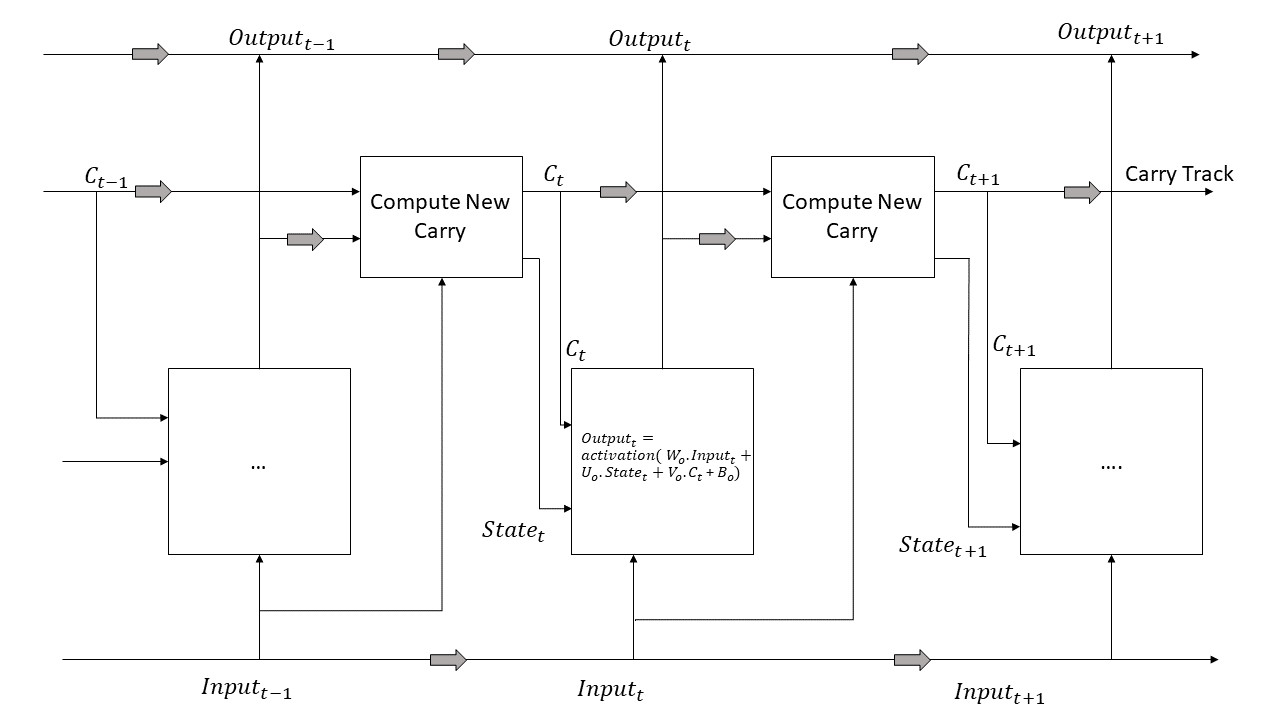 Output_{t−1}
Output_t
Output_{t+1}
C_{t−1}
C_t
C_{t+1}
Carry Track
Compute New
Carry
Compute New
Carry
C_t
C_{t+1}
...
Output_t =
activation( W_o.Input_t +
U_o.State_t + V_o.C_t + B_o)
....
State_t
State_{t+1}
Input_{t−1}
Input_t
Input_{t+1}